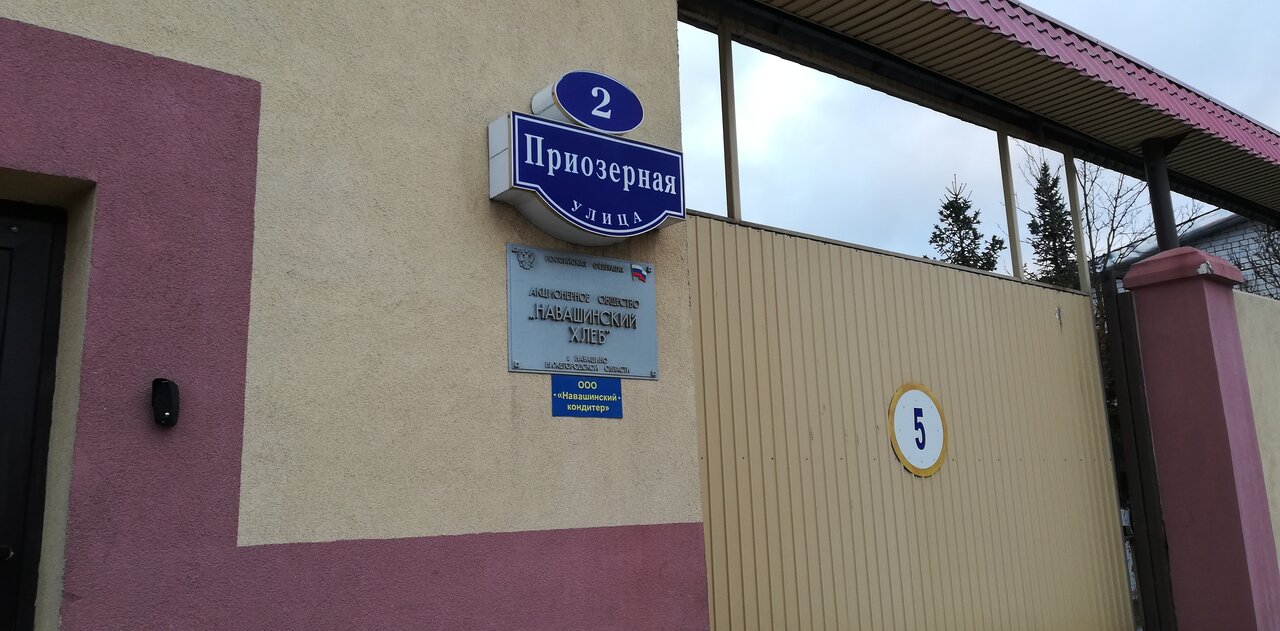 2
Приозерная
УЛИЦА
РОССИЙСКАЯ ФЕДЕРАЦИЯ
АКЦИОНЕРНОЕ ОБЩЕСТВО
„НАВАШИНСКИЙ
ХЛЕБ"
г. НАВАШИНО
НИЖЕГОРОДСКОЙ ОБЛАСТИ
ООО
«Навашинский
кондитер»
5